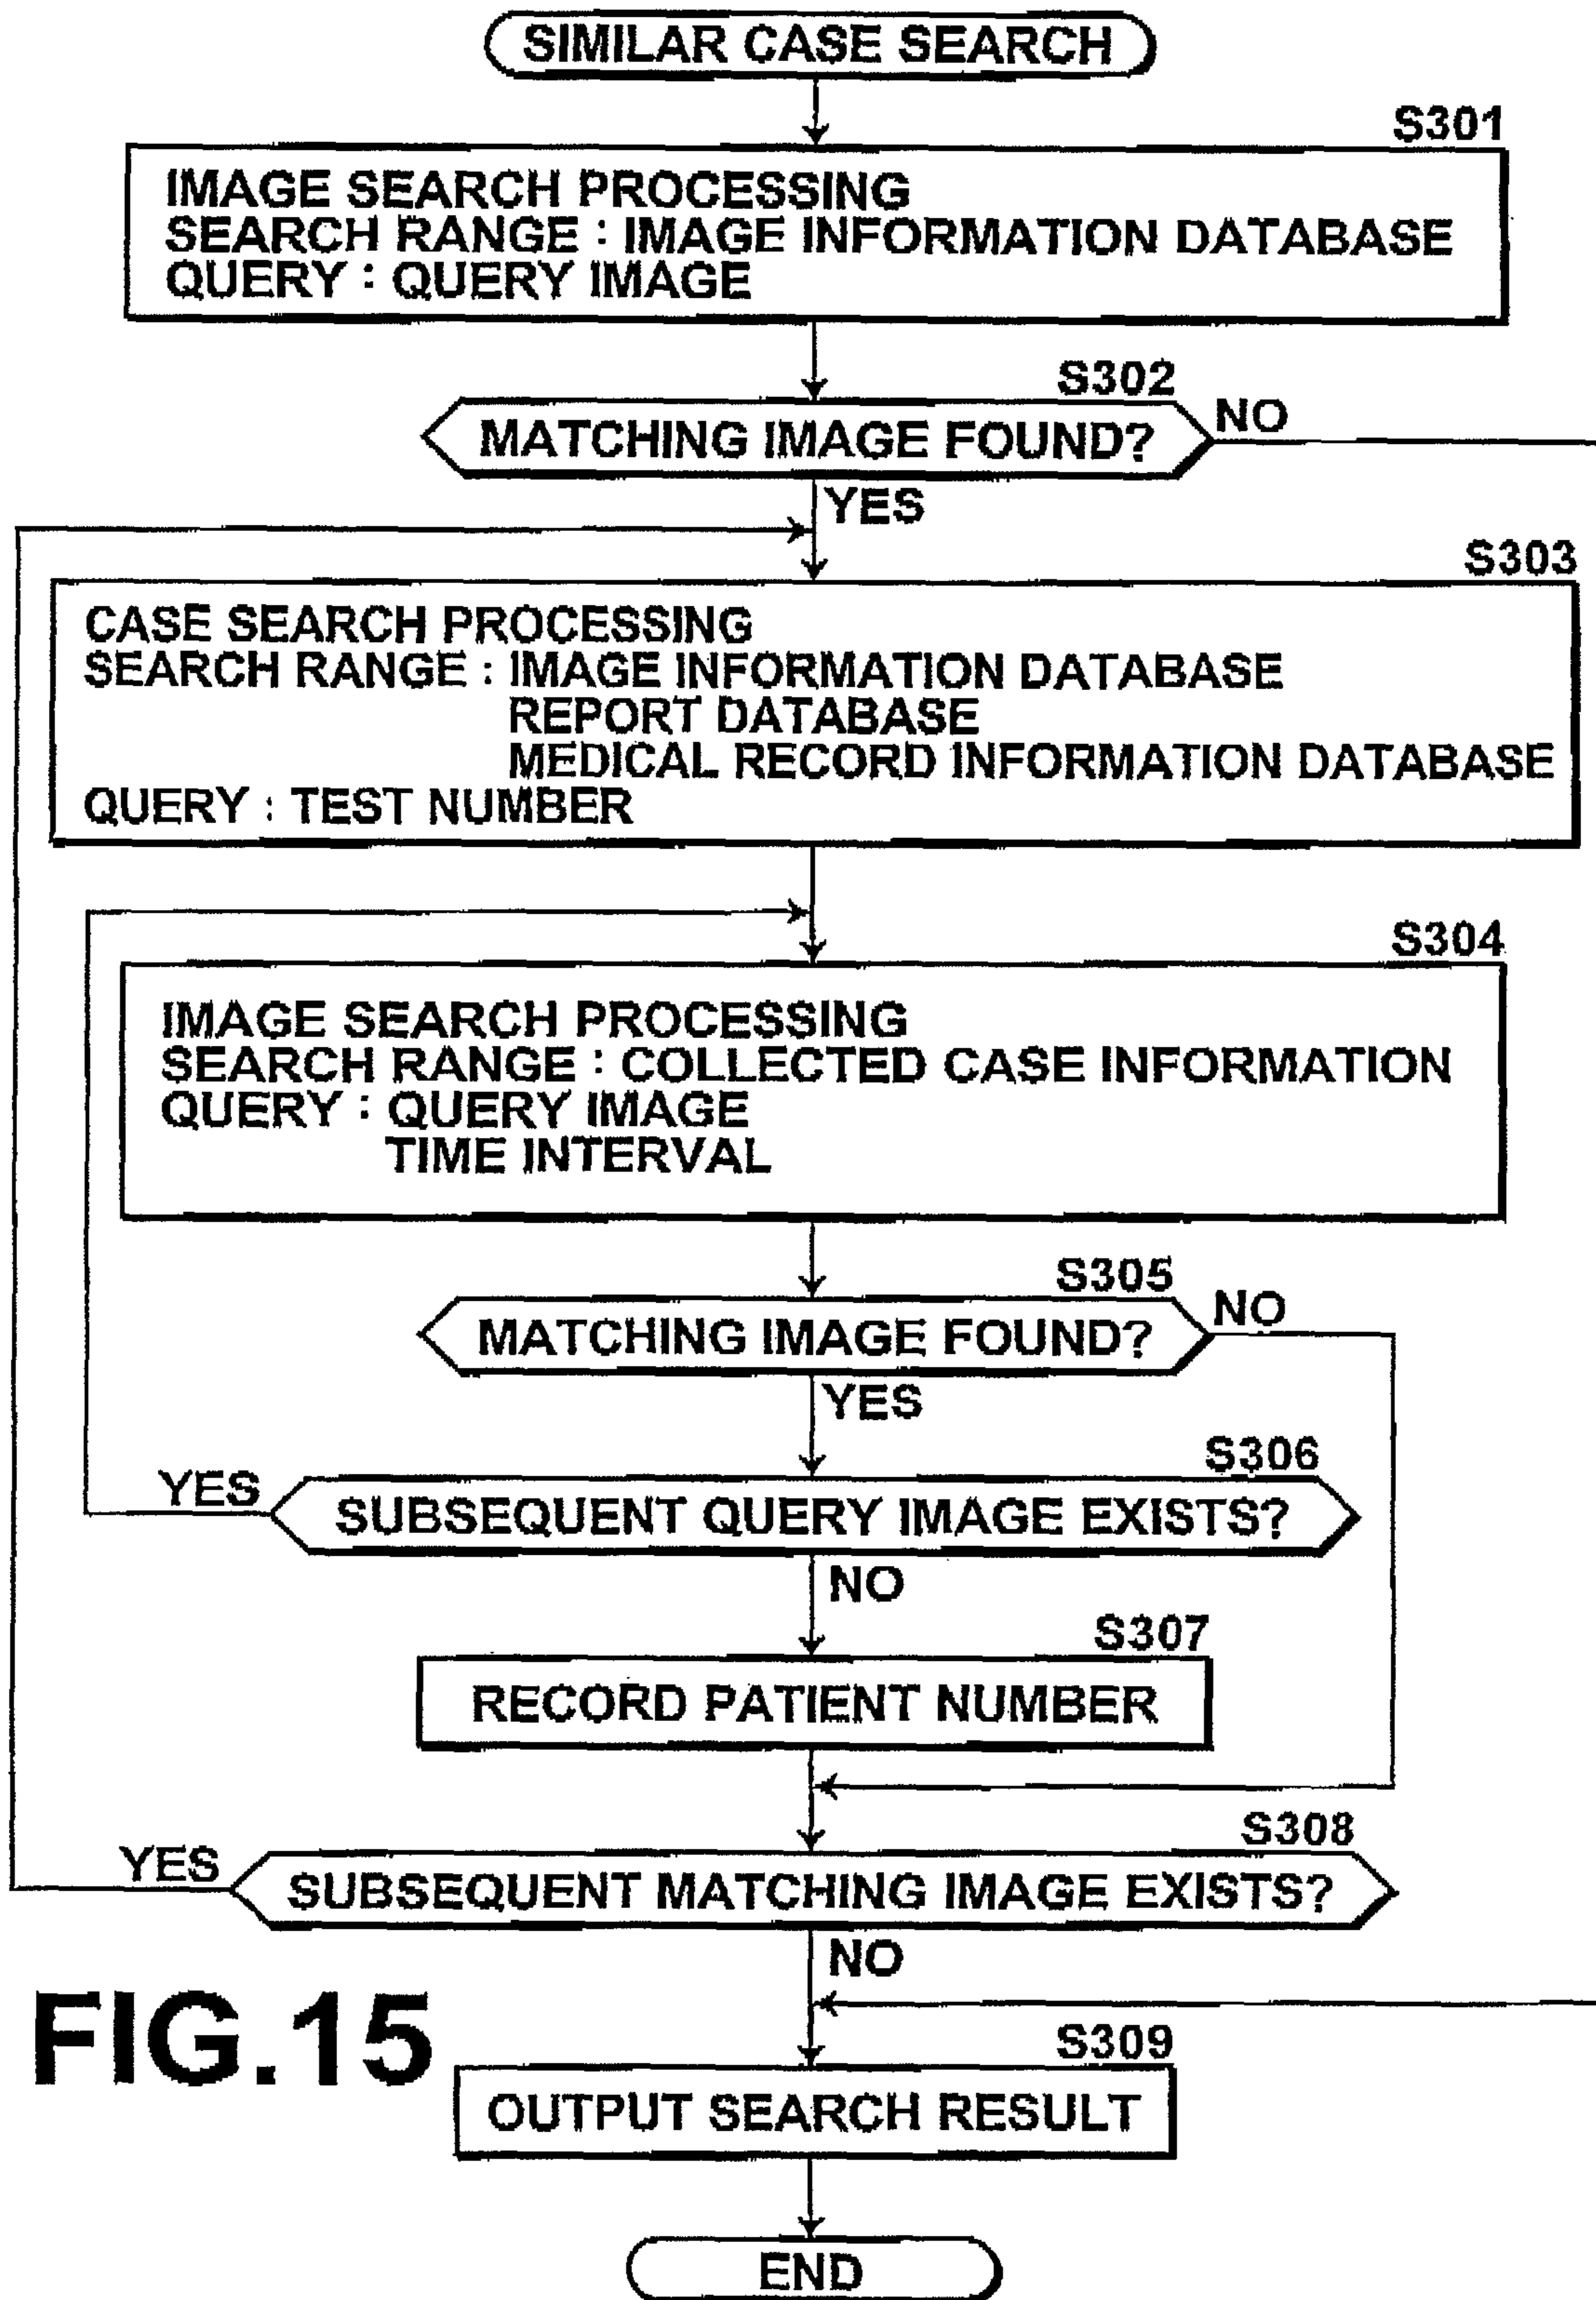 SIMILAR CASE SEARCH
S301
IMAGE SEARCH PROCESSING
SEARCH RANGE : IMAGE INFORMATION DATABASE
QUERY : QUERY IMAGE
S302
MATCHING IMAGE FOUND?
NO
YES
S303
CASE SEARCH PROCESSING
SEARCH RANGE : IMAGE INFORMATION DATABASE
REPORT DATABASE
MEDICAL RECORD INFORMATION DATABASE
QUERY : TEST NUMBER
S304
IMAGE SEARCH PROCESSING
SEARCH RANGE : COLLECTED CASE INFORMATION
QUERY : QUERY IMAGE
TIME INTERVAL
S305
MATCHING IMAGE FOUND?
NO
YES
S306
YES
SUBSEQUENT QUERY IMAGE EXISTS?
NO
S307
RECORD PATIENT NUMBER
S308
YES
SUBSEQUENT MATCHING IMAGE EXISTS?
NO
FIG.15
S309
OUTPUT SEARCH RESULT
END